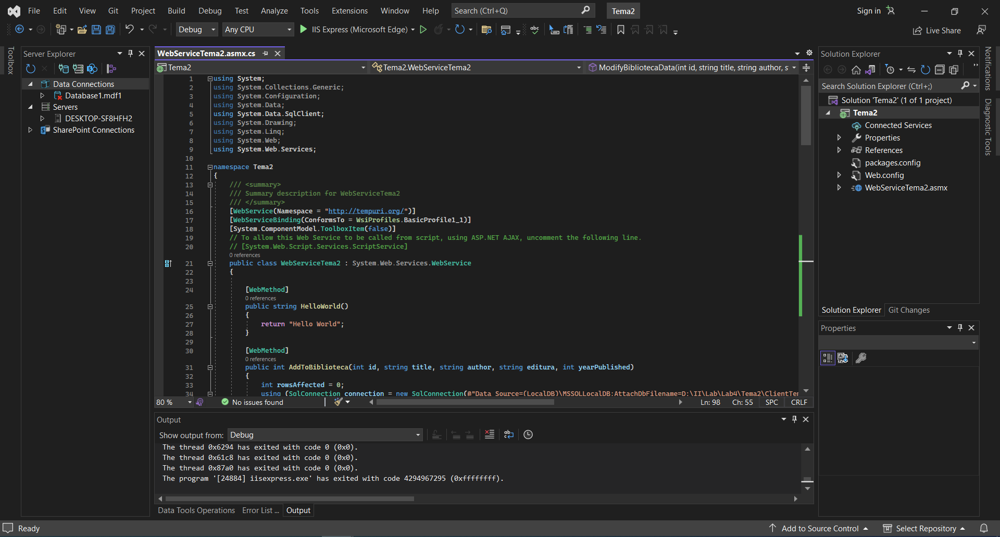 File Edit View Git Project Build Debug Test Analyze Tools Extensions Window Help Search (Ctrl+Q) Tema2 Sign in
Debug Any CPU IIS Express (Microsoft Edge) Live Share
Toolbox
Server Explorer
Data Connections
Database1.mdf1
Servers
DESKTOP-SF8HFH2
SharePoint Connections
WebServiceTema2.asmx.cs
Tema2 Tema2.WebServiceTema2 ModifyBibliotecaData(int id, string title, string author, s
1 using System;
2 using System.Collections.Generic;
3 using System.Configuration;
4 using System.Data;
5 using System.Data.SqlClient;
6 using System.Drawing;
7 using System.Linq;
8 using System.Web;
9 using System.Web.Services;
10
11 namespace Tema2
12 {
13 /// <summary>
14 /// Summary description for WebServiceTema2
15 /// </summary>
16 [WebService(Namespace = "http://tempuri.org/")]
17 [WebServiceBinding(ConformsTo = WsiProfiles.BasicProfile1_1)]
18 [System.ComponentModel.ToolboxItem(false)]
19 // To allow this Web Service to be called from script, using ASP.NET AJAX, uncomment the following line.
20 // [System.Web.Script.Services.ScriptService]
0 references
21 public class WebServiceTema2 : System.Web.Services.WebService
22 {
23
24 [WebMethod]
0 references
25 public string HelloWorld()
26 {
27 return "Hello World";
28 }
29
30 [WebMethod]
0 references
31 public int AddToBiblioteca(int id, string title, string author, string editura, int yearPublished)
32 {
33 int rowsAffected = 0;
34 using (SqlConnection connection = new SqlConnection(@"Data Source=(LocalDB)\MSSQLLocalDB;AttachDbFilename=D:\II\Lab\Lab4\Tema2\ClientTem
80 % No issues found Ln: 98 Ch: 55 SPC CRLF
Output
Show output from: Debug
The thread 0x6294 has exited with code 0 (0x0).
The thread 0x61c8 has exited with code 0 (0x0).
The thread 0x87a0 has exited with code 0 (0x0).
The program '[24884] iisexpress.exe' has exited with code 4294967295 (0xffffffff).
Data Tools Operations Error List ... Output
Solution Explorer
Search Solution Explorer (Ctrl+;)
Solution 'Tema2' (1 of 1 project)
Tema2
Connected Services
Properties
References
packages.config
Web.config
WebServiceTema2.asmx
Solution Explorer Git Changes
Properties
Notifications
Diagnostic Tools
Ready Add to Source Control Select Repository